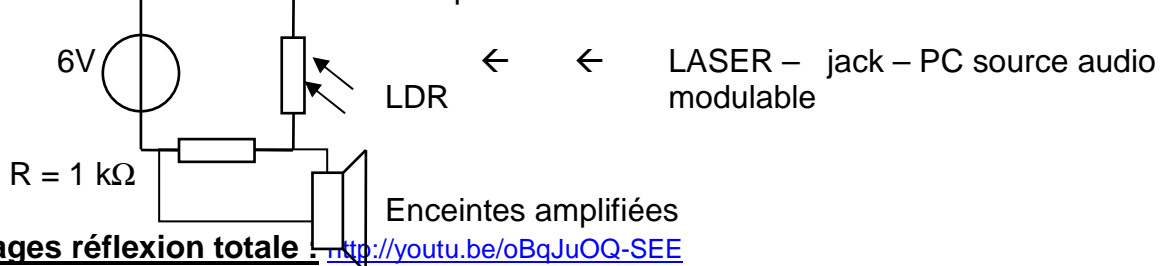 6V
← ← LASER – jack – PC source audio
LDR modulable
R = 1 kΩ
Enceintes amplifiées
ages réflexion totale : http://youtu.be/oBqJuOQ-SEE